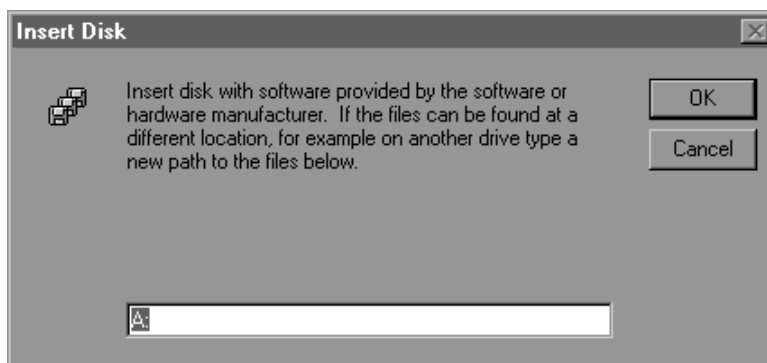 Insert Disk
Insert disk with software provided by the software or
hardware manufacturer.  If the files can be found at a
different location, for example on another drive type a
new path to the files below.
OK
Cancel
A: